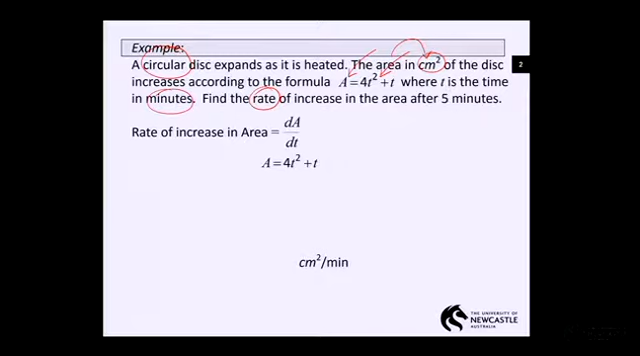 Example:
A circular disc expands as it is heated. The area in cm² of the disc
increases according to the formula A = 4t² + t where t is the time
in minutes. Find the rate of increase in the area after 5 minutes.
2
Rate of increase in Area = dA/dt
A = 4t² + t
cm²/min
THE UNIVERSITY OF
NEWCASTLE
AUSTRALIA